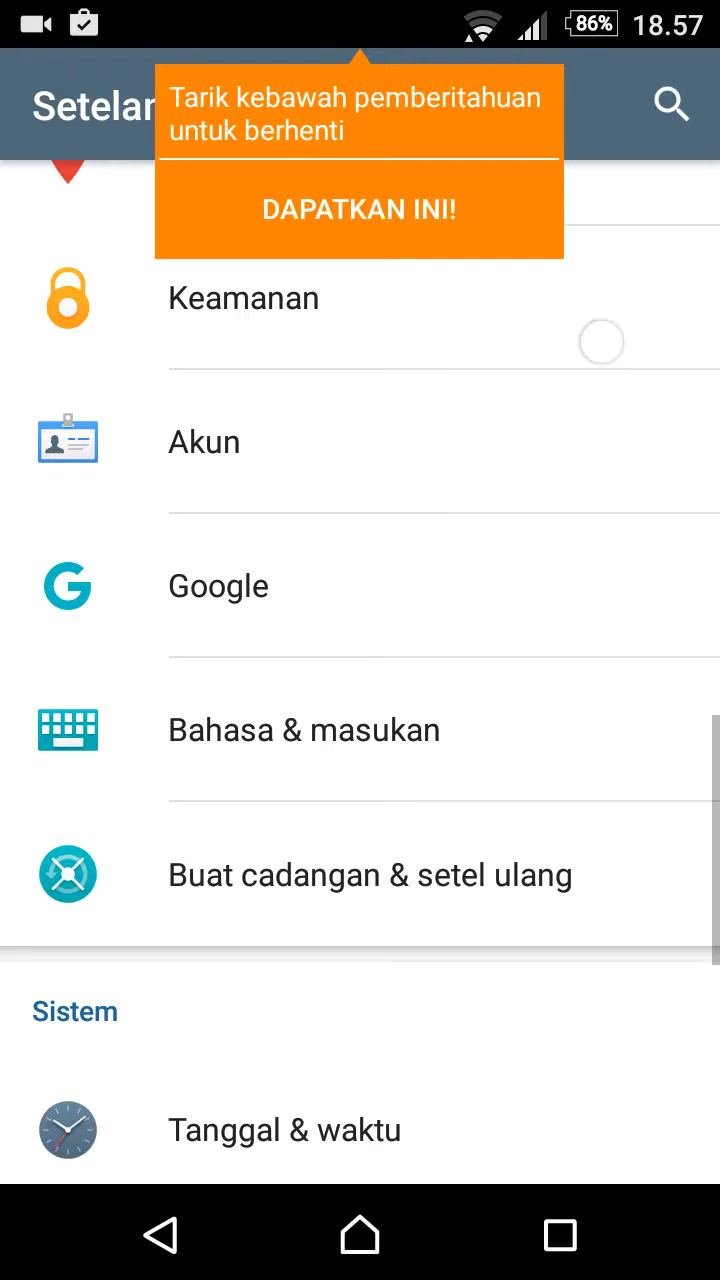 86%
18.57
Setelan
Tarik kebawah pemberitahuan
untuk berhenti
DAPATKAN INI!
Keamanan
Akun
Google
Bahasa & masukan
Buat cadangan & setel ulang
Sistem
Tanggal & waktu